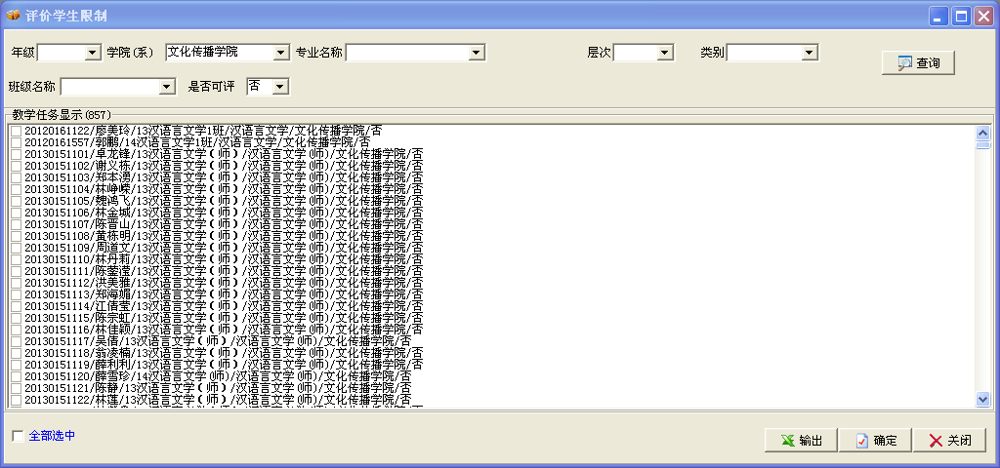 评价学生限制
年级 学院(系) 文化传播学院 专业名称 层次 类别 查询
班级名称 是否可评 否
教学任务显示(857)
20120161122/廖美玲/13汉语言文学1班/汉语言文学/文化传播学院/否
20120161557/郭鹏/14汉语言文学1班/汉语言文学/文化传播学院/否
20130151101/卓龙锋/13汉语言文学(师)/汉语言文学(师)/文化传播学院/否
20130151102/谢义栋/13汉语言文学(师)/汉语言文学(师)/文化传播学院/否
20130151103/郑本湧/13汉语言文学(师)/汉语言文学(师)/文化传播学院/否
20130151104/林峥嵘/13汉语言文学(师)/汉语言文学(师)/文化传播学院/否
20130151105/魏鸿飞/13汉语言文学(师)/汉语言文学(师)/文化传播学院/否
20130151106/林金城/13汉语言文学(师)/汉语言文学(师)/文化传播学院/否
20130151107/陈晋山/13汉语言文学(师)/汉语言文学(师)/文化传播学院/否
20130151108/黄栋明/13汉语言文学(师)/汉语言文学(师)/文化传播学院/否
20130151109/周道文/13汉语言文学(师)/汉语言文学(师)/文化传播学院/否
20130151110/林丹莉/13汉语言文学(师)/汉语言文学(师)/文化传播学院/否
20130151111/陈蓥滢/13汉语言文学(师)/汉语言文学(师)/文化传播学院/否
20130151112/洪美雅/13汉语言文学(师)/汉语言文学(师)/文化传播学院/否
20130151113/郑海媚/13汉语言文学(师)/汉语言文学(师)/文化传播学院/否
20130151114/江倩莹/13汉语言文学(师)/汉语言文学(师)/文化传播学院/否
20130151115/陈宗虹/13汉语言文学(师)/汉语言文学(师)/文化传播学院/否
20130151116/林佳颖/13汉语言文学(师)/汉语言文学(师)/文化传播学院/否
20130151117/吴倩/13汉语言文学(师)/汉语言文学(师)/文化传播学院/否
20130151118/翁凌楠/13汉语言文学(师)/汉语言文学(师)/文化传播学院/否
20130151119/薛利利/13汉语言文学(师)/汉语言文学(师)/文化传播学院/否
20130151120/薛雪珍/14汉语言文学(师)/汉语言文学(师)/文化传播学院/否
20130151121/陈静/13汉语言文学(师)/汉语言文学(师)/文化传播学院/否
20130151122/林莲/13汉语言文学(师)/汉语言文学(师)/文化传播学院/否
全部选中 输出 确定 关闭